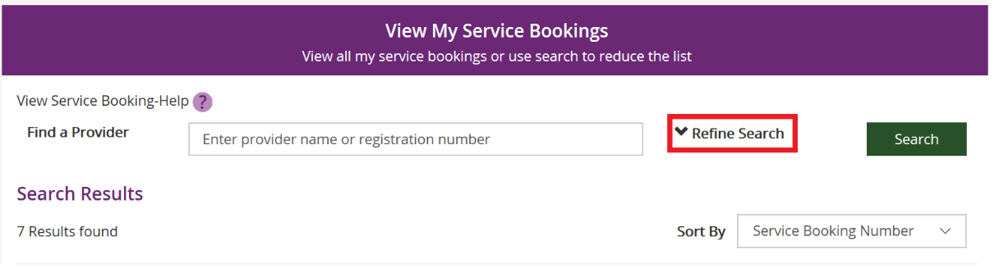 View My Service Bookings
View all my service bookings or use search to reduce the list
View Service Booking-Help ?
Find a Provider
Enter provider name or registration number
Refine Search
Search
Search Results
7 Results found
Sort By
Service Booking Number